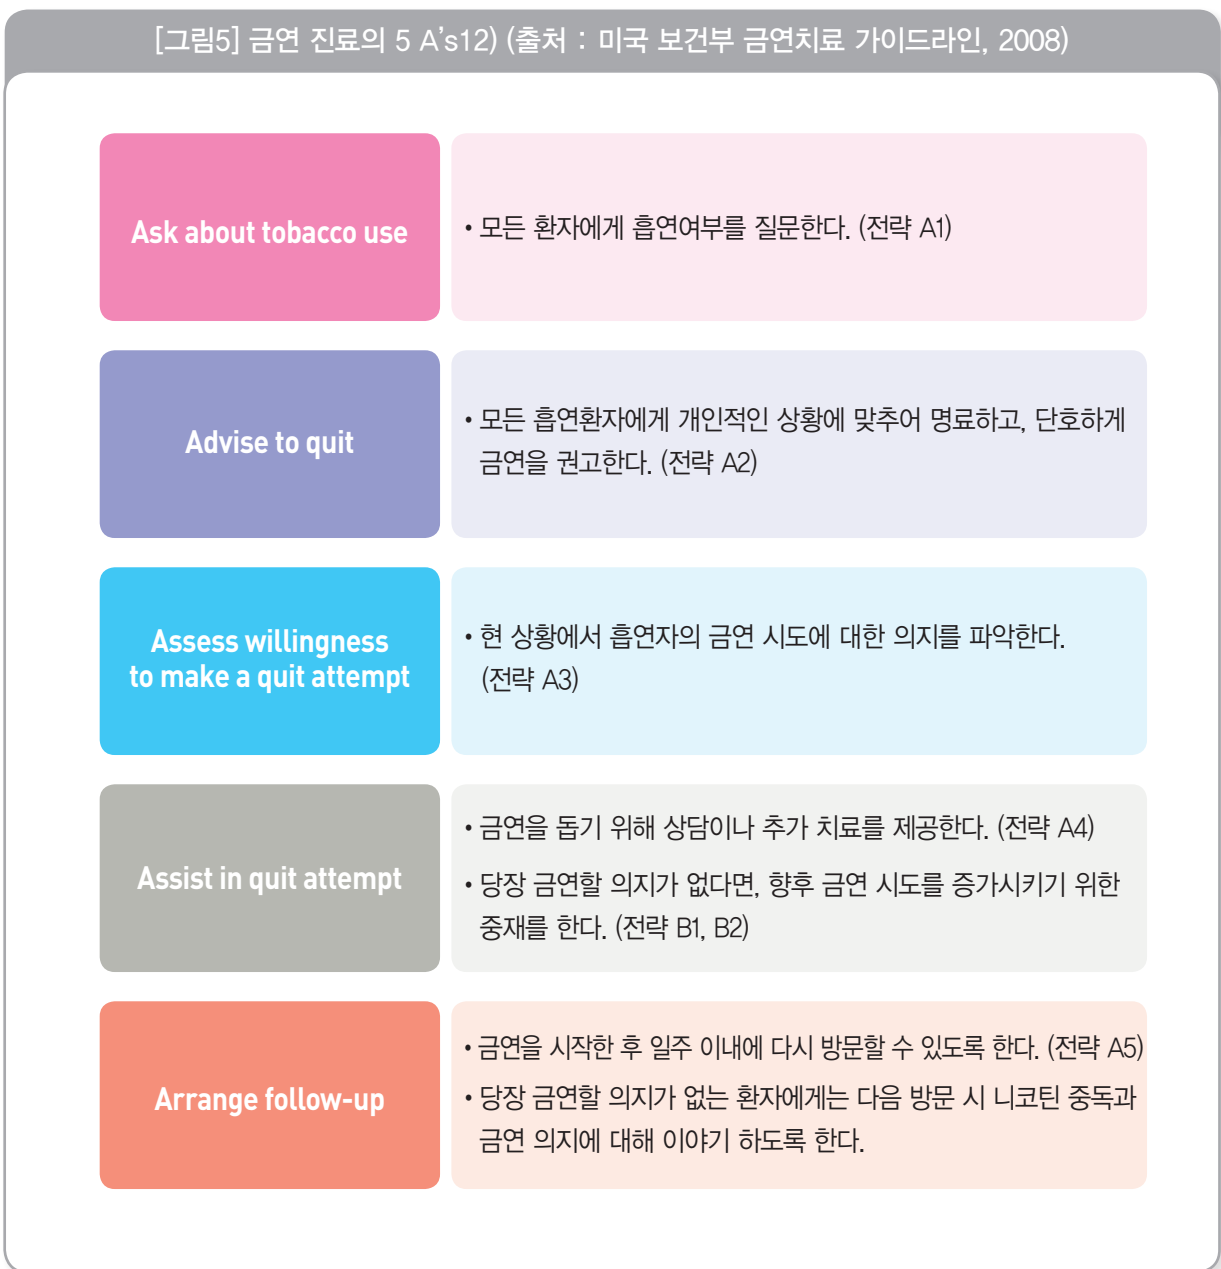 [그림5] 금연 진료의 5 A's12) (출처 : 미국 보건부 금연치료 가이드라인, 2008)
Ask about tobacco use
• 모든 환자에게 흡연여부를 질문한다. (전략 A1)
Advise to quit
• 모든 흡연환자에게 개인적인 상황에 맞추어 명료하고, 단호하게
금연을 권고한다. (전략 A2)
Assess willingness
to make a quit attempt
• 현 상황에서 흡연자의 금연 시도에 대한 의지를 파악한다.
(전략 A3)
Assist in quit attempt
• 금연을 돕기 위해 상담이나 추가 치료를 제공한다. (전략 A4)
• 당장 금연할 의지가 없다면, 향후 금연 시도를 증가시키기 위한
중재를 한다. (전략 B1, B2)
Arrange follow-up
• 금연을 시작한 후 일주 이내에 다시 방문할 수 있도록 한다. (전략 A5)
• 당장 금연할 의지가 없는 환자에게는 다음 방문 시 니코틴 중독과
금연 의지에 대해 이야기 하도록 한다.